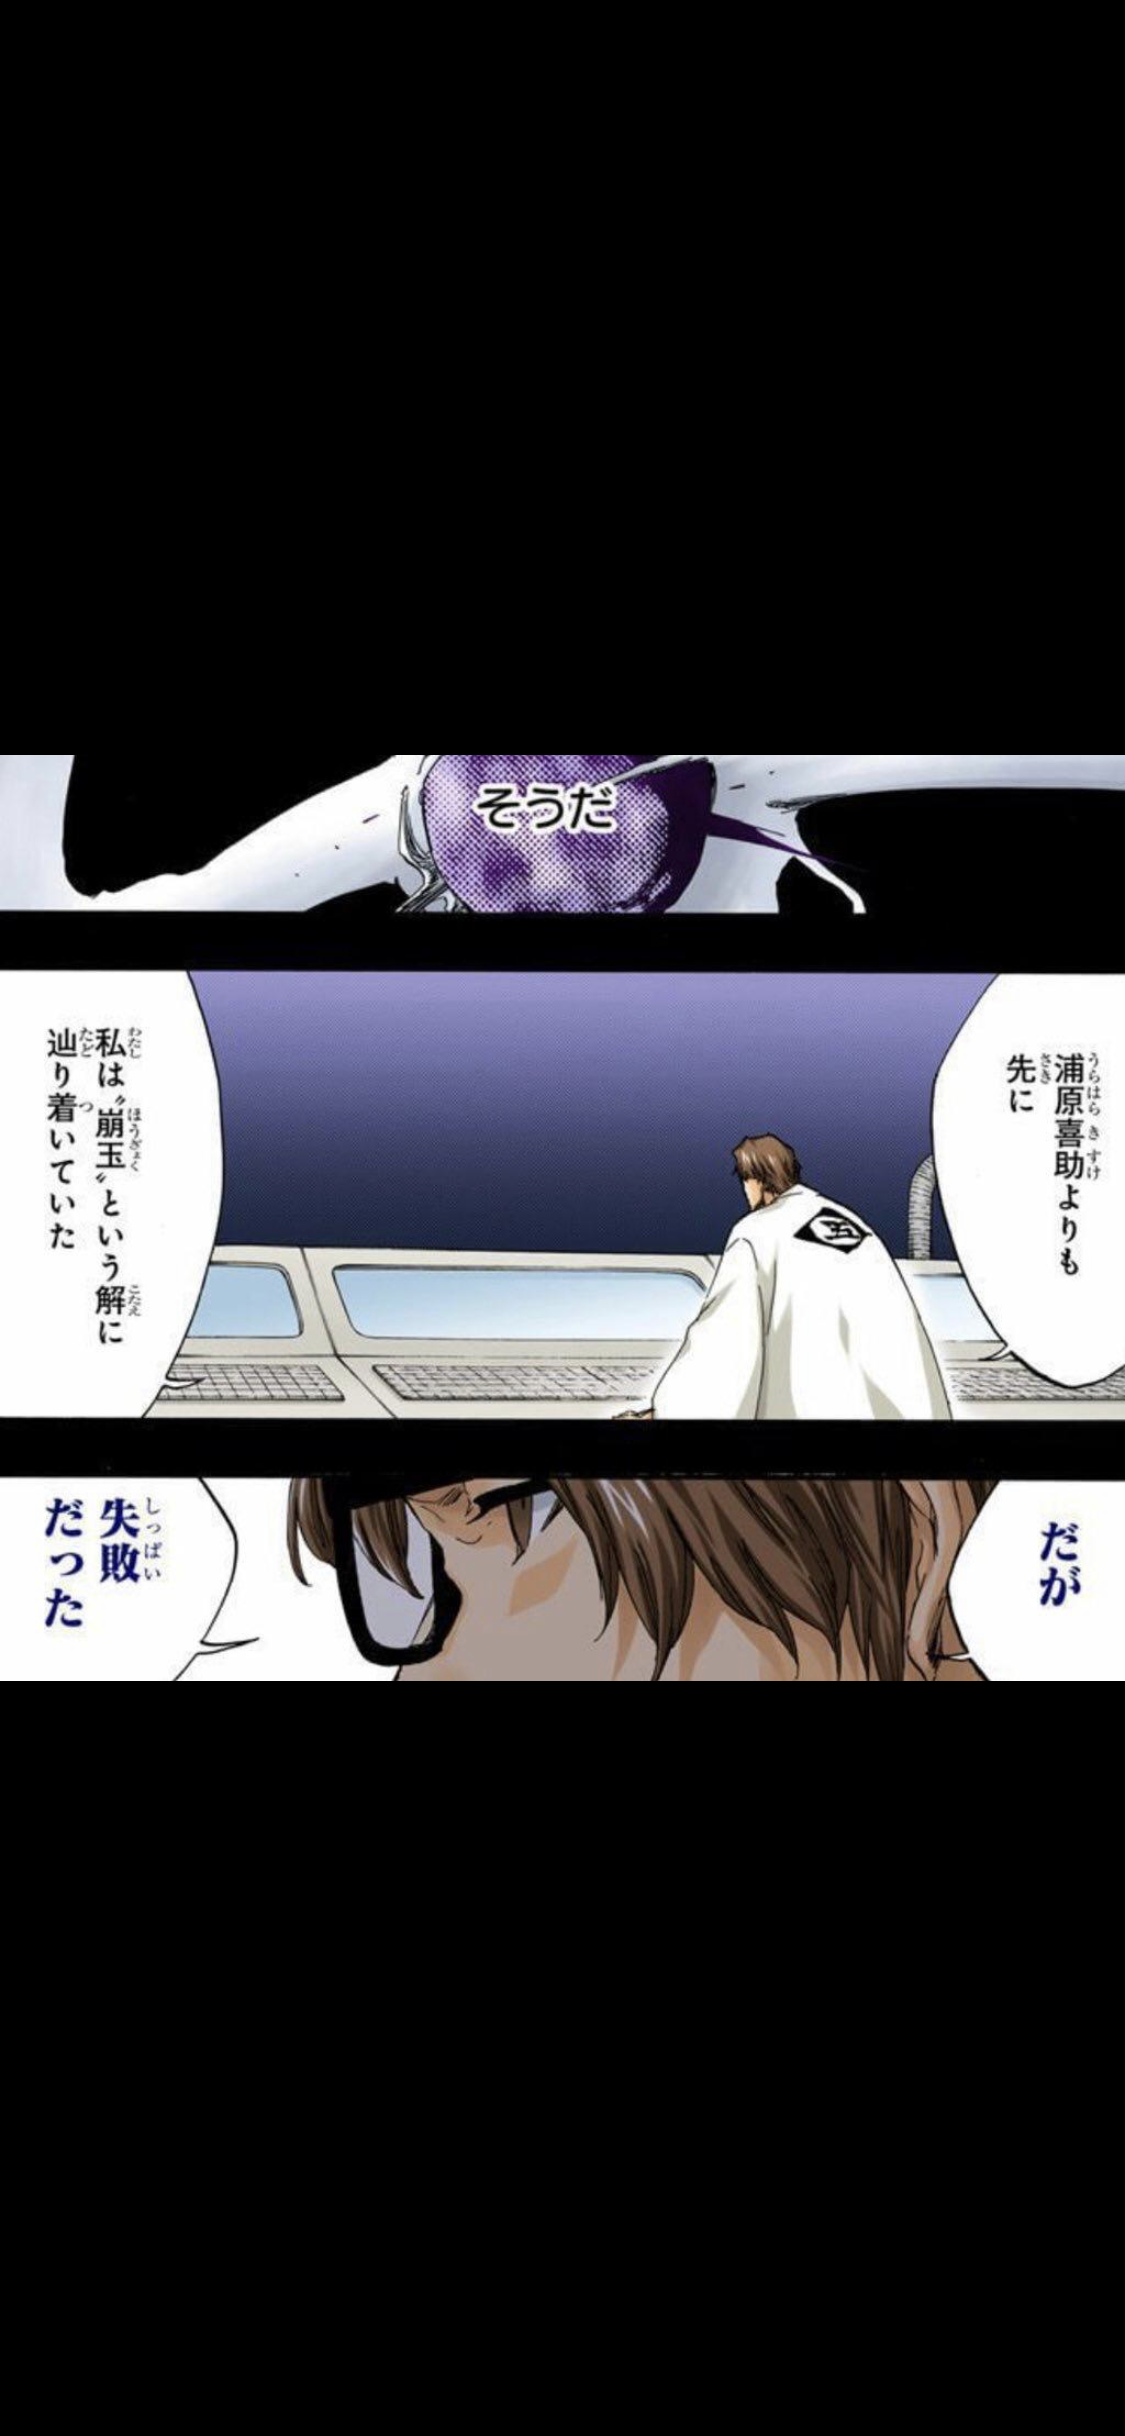 そうだ
浦原喜助よりも
先に
五
私は〝崩玉〟という解に
辿り着いていた
だが
失敗
だった